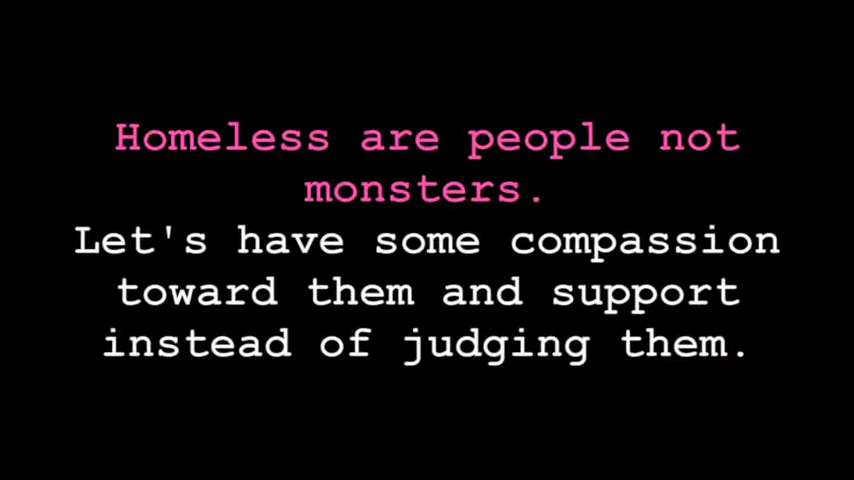 Homeless are people not
monsters.
Let's have some compassion
toward them and support
instead of judging them.